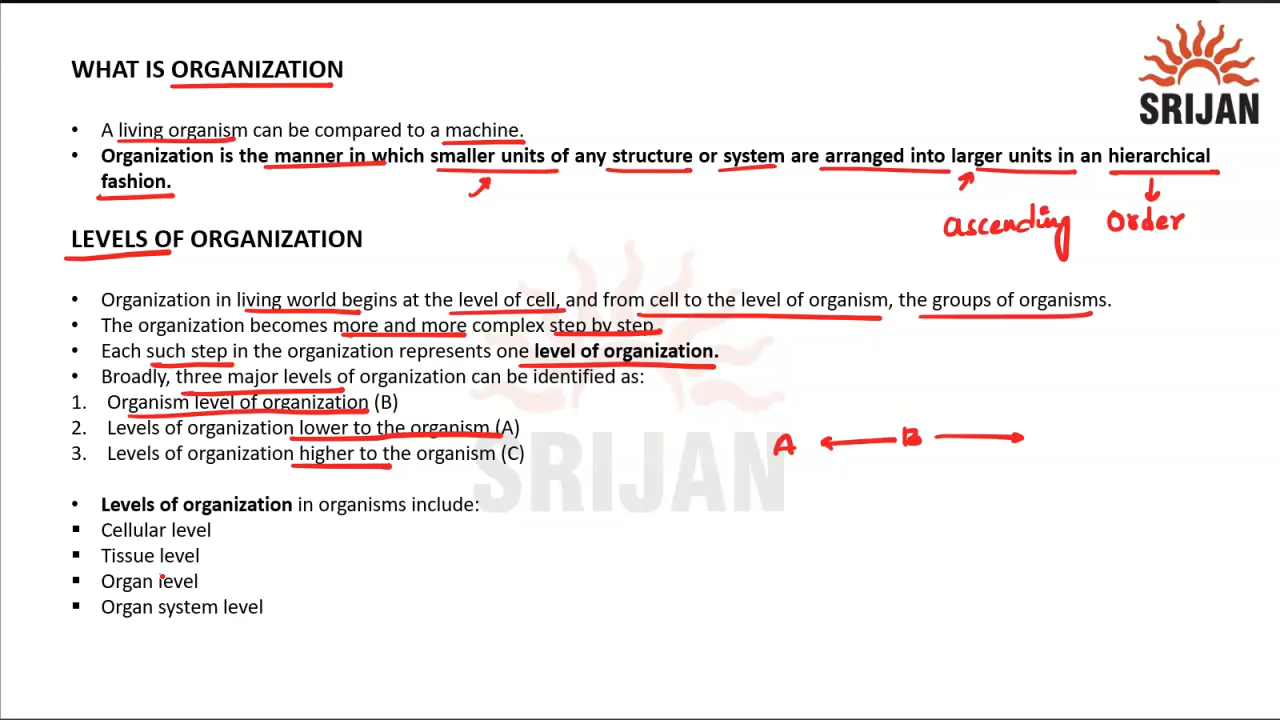 WHAT IS ORGANIZATION
SRIJAN
• A living organism can be compared to a machine.
• Organization is the manner in which smaller units of any structure or system are arranged into larger units in an hierarchical
fashion.
ascending order
LEVELS OF ORGANIZATION
• Organization in living world begins at the level of cell, and from cell to the level of organism, the groups of organisms.
• The organization becomes more and more complex step by step.
• Each such step in the organization represents one level of organization.
• Broadly, three major levels of organization can be identified as:
1. Organism level of organization (B)
2. Levels of organization lower to the organism (A)
A ← B →
3. Levels of organization higher to the organism (C)
SRIJAN
• Levels of organization in organisms include:
▪ Cellular level
▪ Tissue level
▪ Organ level
▪ Organ system level